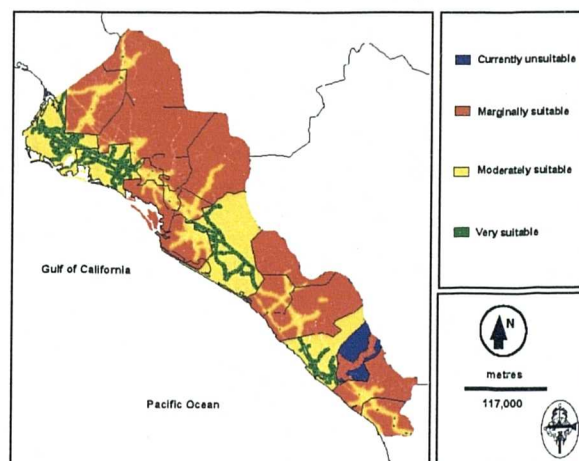 Currently unsuitable
Marginally suitable
Moderately suitable
Very suitable
Gulf of California
Pacific Ocean
N
metres
117,000